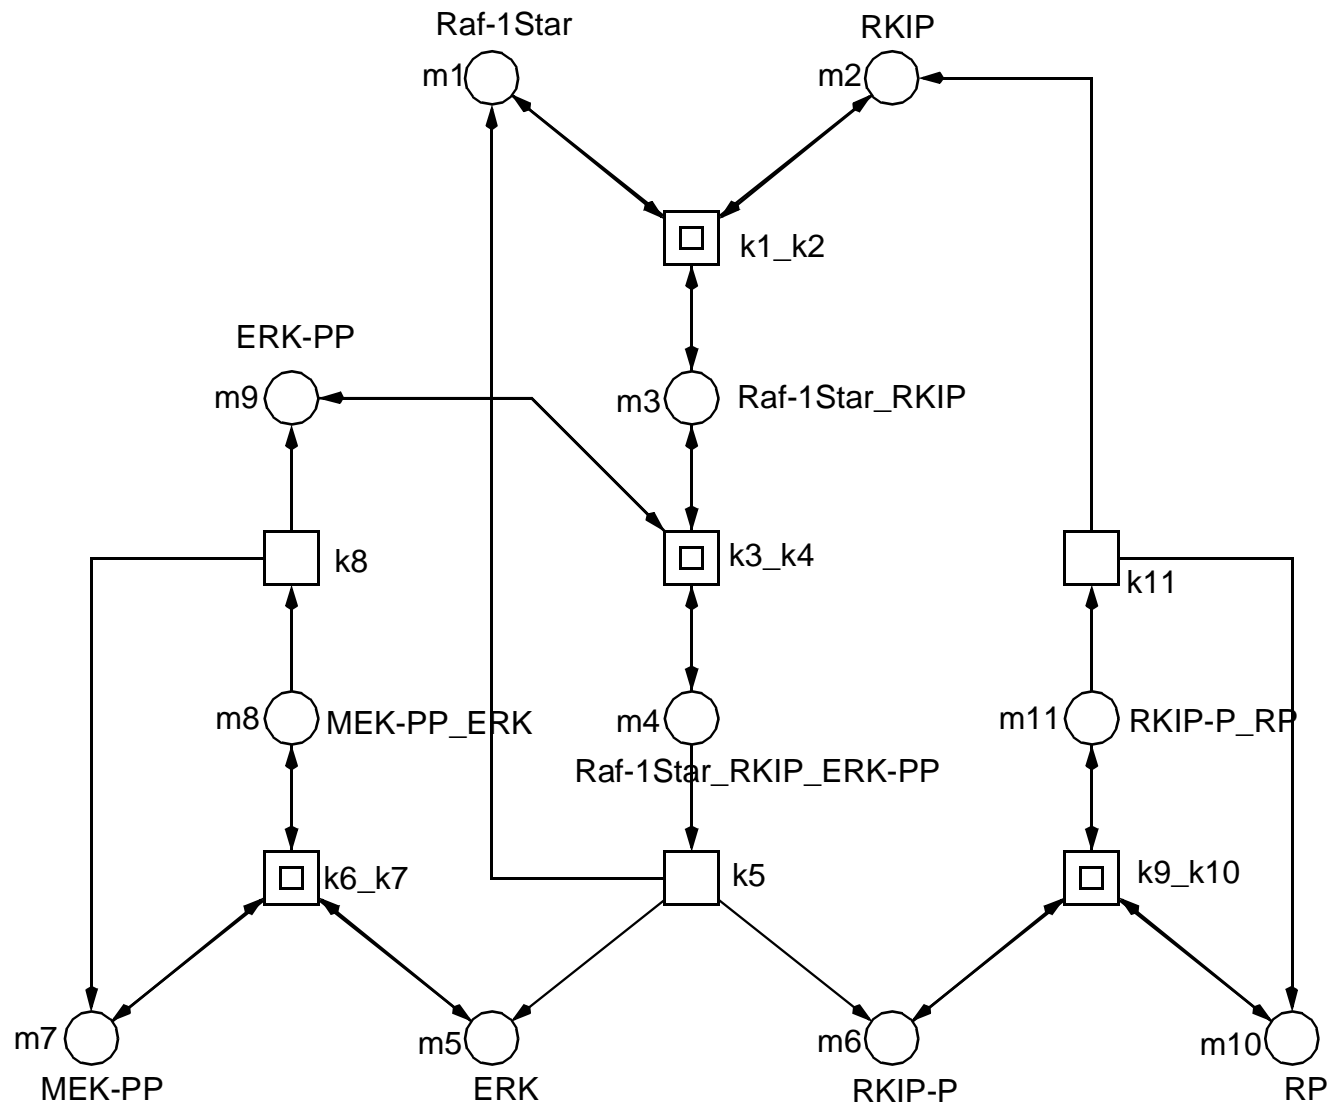 Raf-1Star
RKIP
m1
m2
k1_k2
ERK-PP
m9
m3
Raf-1Star_RKIP
k8
k3_k4
k11
m8
MEK-PP_ERK
m4
m11
RKIP-P_RP
Raf-1Star_RKIP_ERK-PP
k6_k7
k5
k9_k10
m7
m5
m6
m10
MEK-PP
ERK
RKIP-P
RP